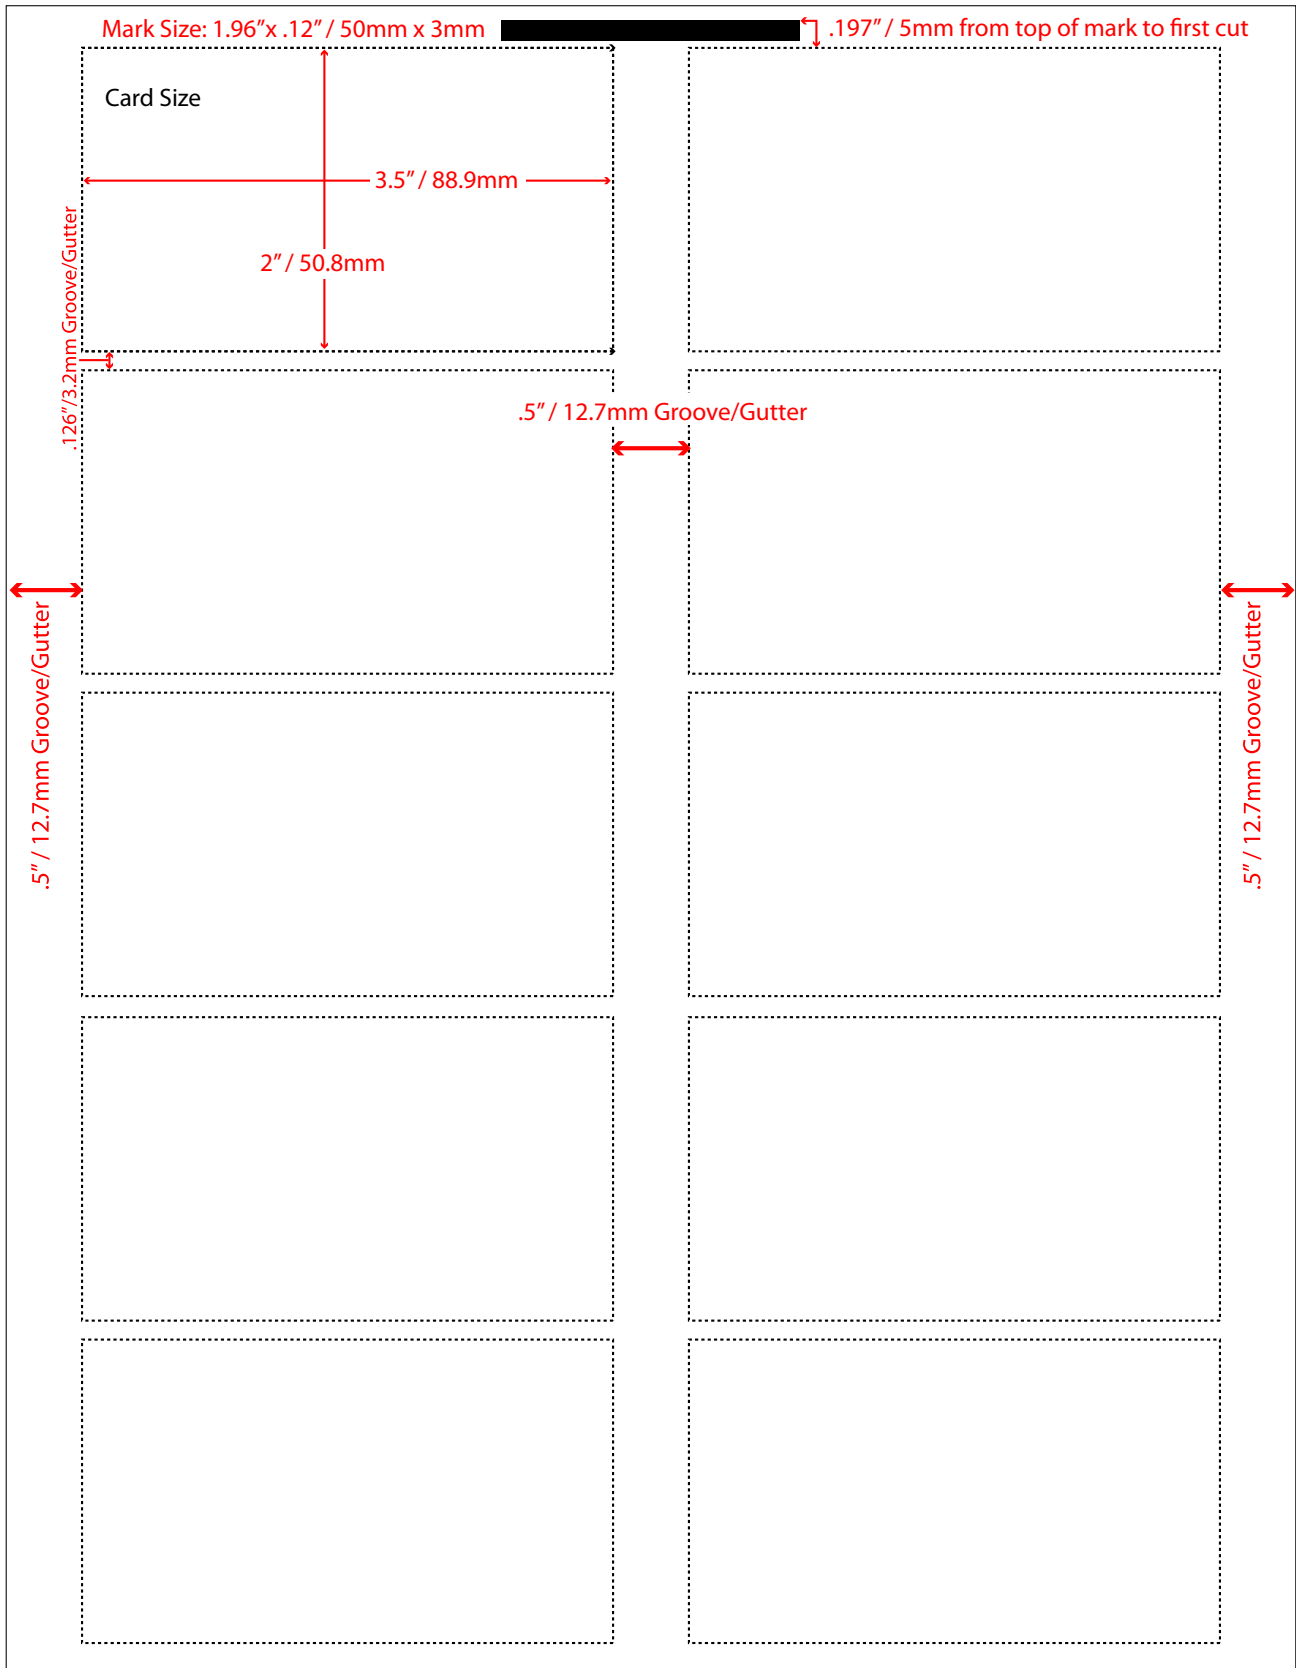 Mark Size: 1.96”x .12” / 50mm x 3mm
.197” / 5mm from top of mark to first cut
Card Size
3.5” / 88.9mm
2” / 50.8mm
.126”/3.2mm Groove/Gutter
.5” / 12.7mm Groove/Gutter
.5” / 12.7mm Groove/Gutter
.5” / 12.7mm Groove/Gutter